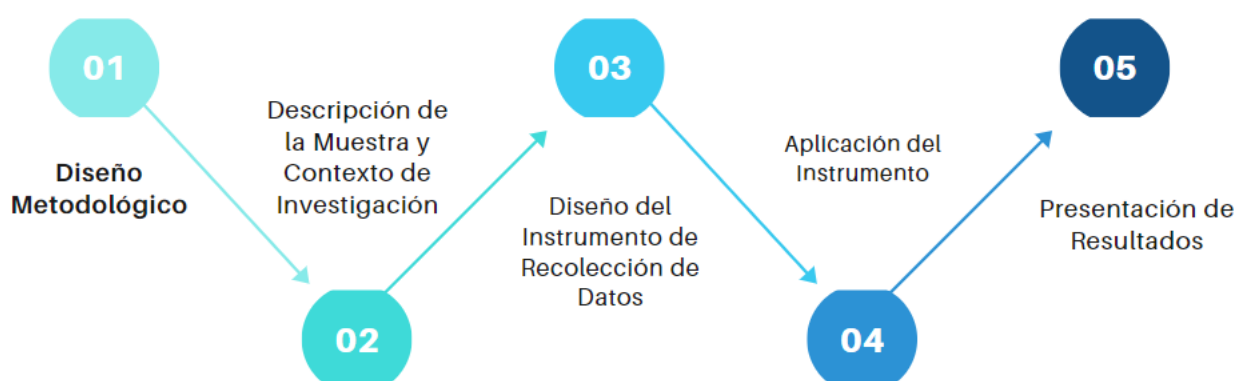 01
Diseño
Metodológico
02
Descripción de
la Muestra y
Contexto de
Investigación
03
Diseño del
Instrumento de
Recolección de
Datos
04
Aplicación del
Instrumento
05
Presentación de
Resultados